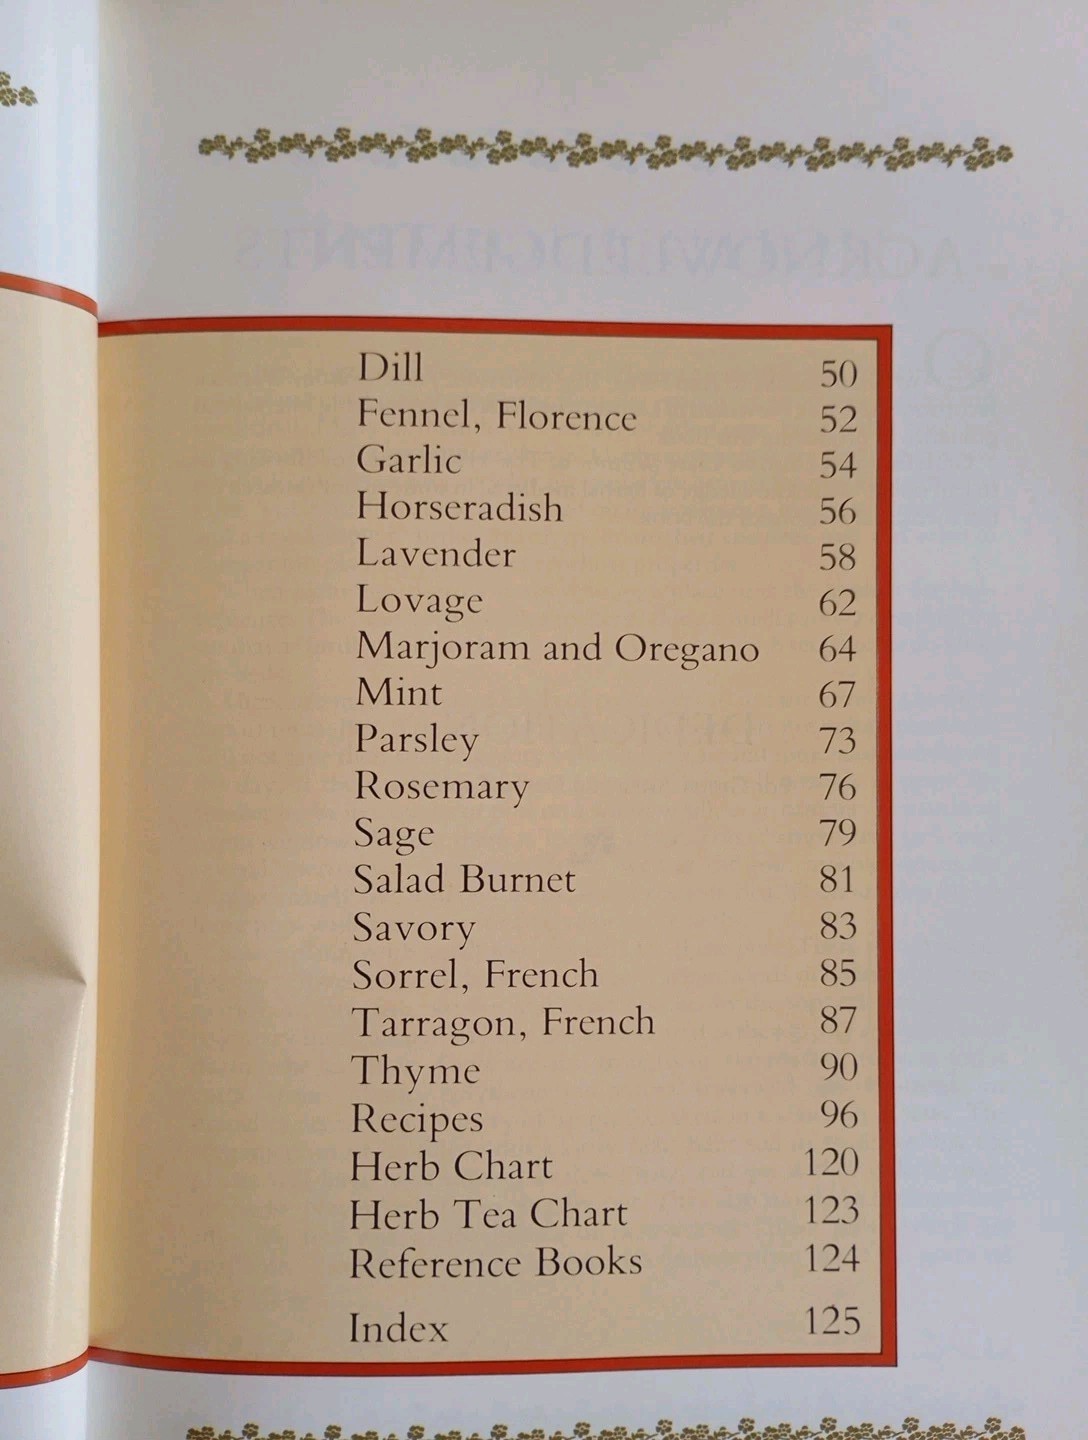 Dill 50
Fennel, Florence 52
Garlic 54
Horseradish 56
Lavender 58
Lovage 62
Marjoram and Oregano 64
Mint 67
Parsley 73
Rosemary 76
Sage 79
Salad Burnet 81
Savory 83
Sorrel, French 85
Tarragon, French 87
Thyme 90
Recipes 96
Herb Chart 120
Herb Tea Chart 123
Reference Books 124
Index 125